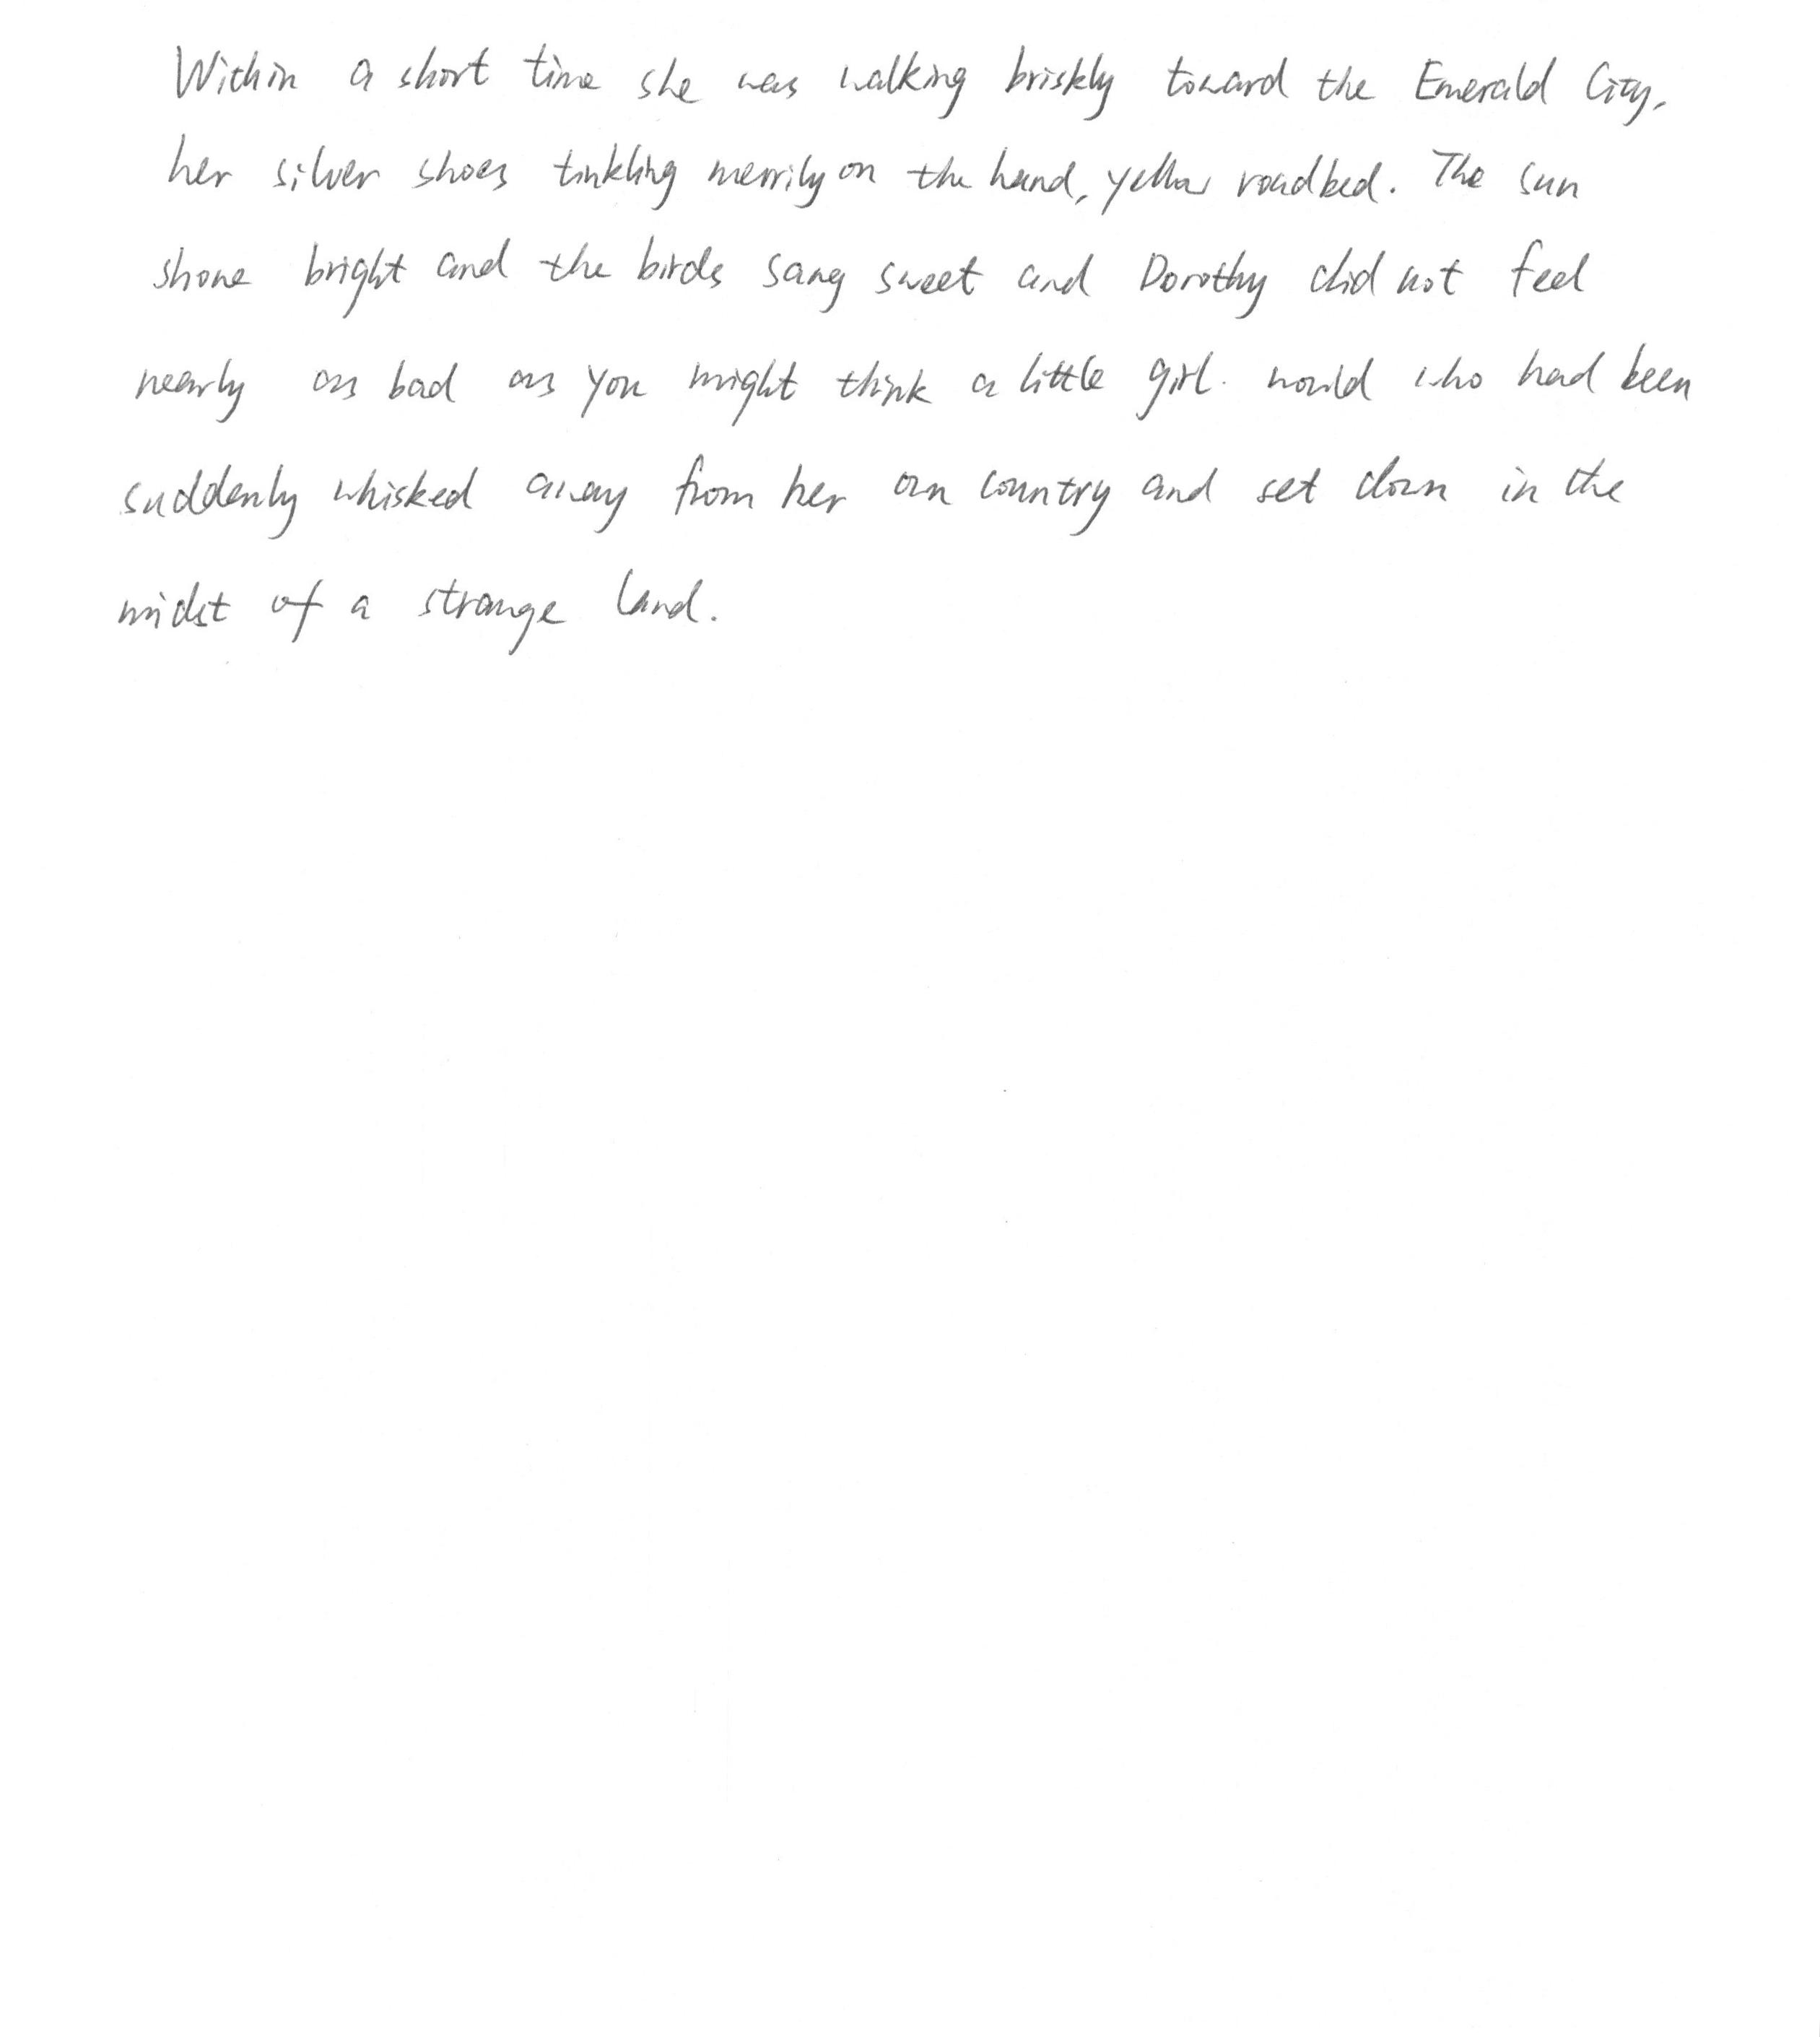 Within a short time she was walking briskly toward the Emerald City,
her silver shoes tinkling merrily on the hard, yellow roadbed. The sun
shone bright and the birds sang sweet and Dorothy did not feel
nearly as bad as you might think a little girl would who had been
suddenly whisked away from her own country and set down in the
midst of a strange land.